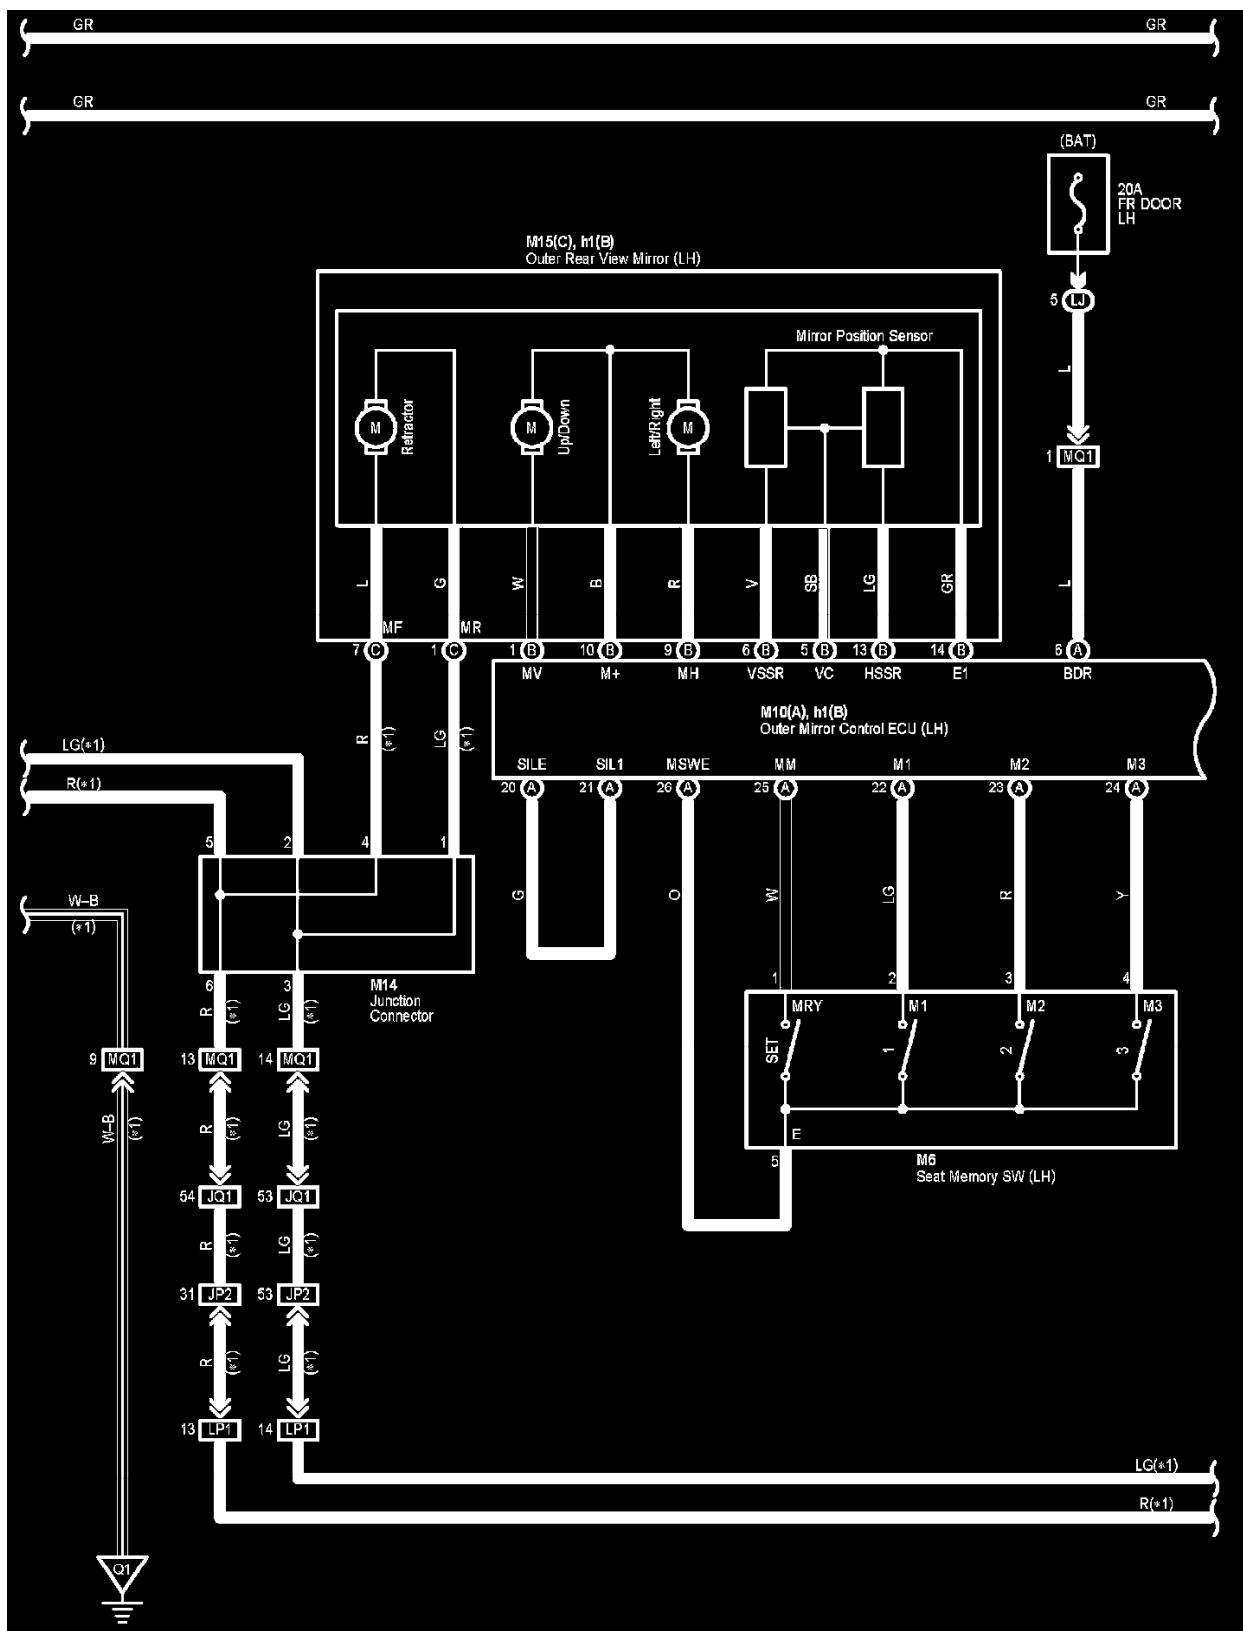 GR GR
GR GR
(BAT)
20A
FR DOOR
LH
M15(C), h1(B)
Outer Rear View Mirror (LH)
5 LJ
Mirror Position Sensor
L
M Retractor M Up/Down Left/Right M
1 MQ1
L G W B R V SB LG GR L
MF MR
7 C 1 C 1 B 10 B 9 B 6 B 5 B 13 B 14 B 6 A
MV M+ MH VSSR VC HSSR E1 BDR
M10(A), h1(B)
Outer Mirror Control ECU (LH)
R (*1) LG (*1)
LG(*1)
SILE SIL1 MSWE MM M1 M2 M3
R(*1)
20 A 21 A 26 A 25 A 22 A 23 A 24 A
5 2 4 1
W-B
(*1)
G O W LG R Y
6 3
M14
Junction
Connector
1 2 3 4
R (*1) LG (*1)
MRY M1 M2 M3
SET 1 2 3
9 MQ1 13 MQ1 14 MQ1
W-B (*1) R (*1) LG (*1)
E
5
M6
Seat Memory SW (LH)
54 JQ1 53 JQ1
R (*1) LG (*1)
31 JP2 53 JP2
R (*1) LG (*1)
13 LP1 14 LP1
LG(*1)
R(*1)
Q1